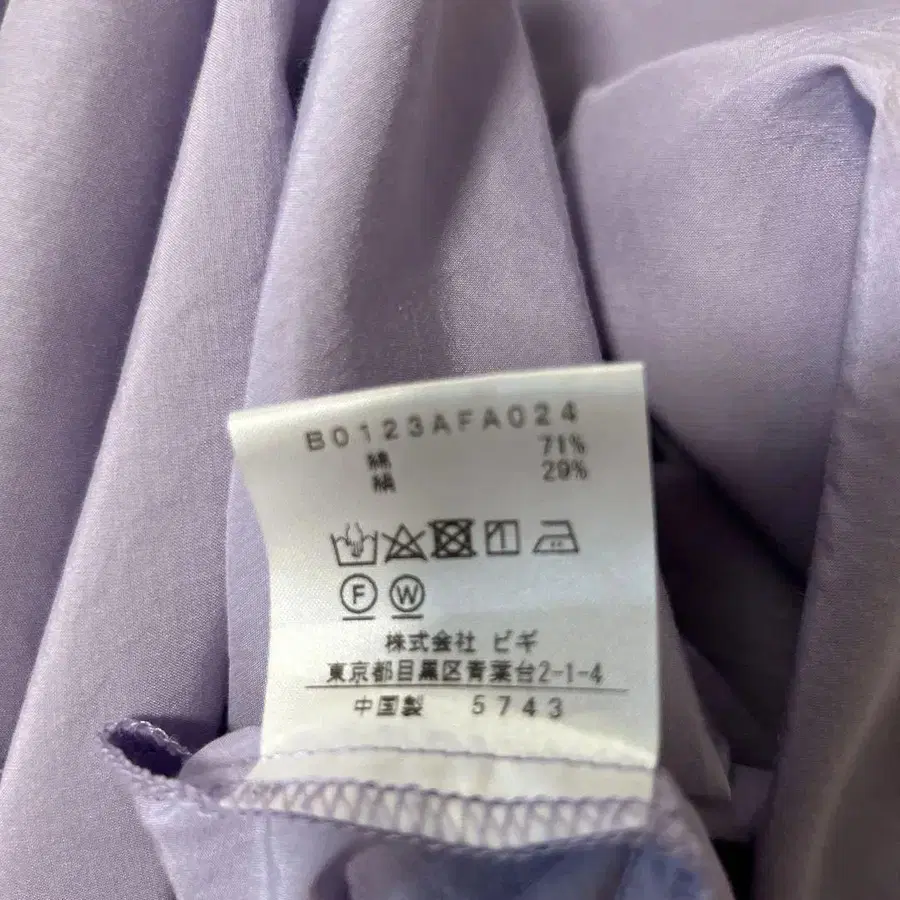 B0123AFA024
綿 71%
絹 29%
F W
株式会社 ビギ
東京都目黒区青葉台2-1-4
中国製 5743